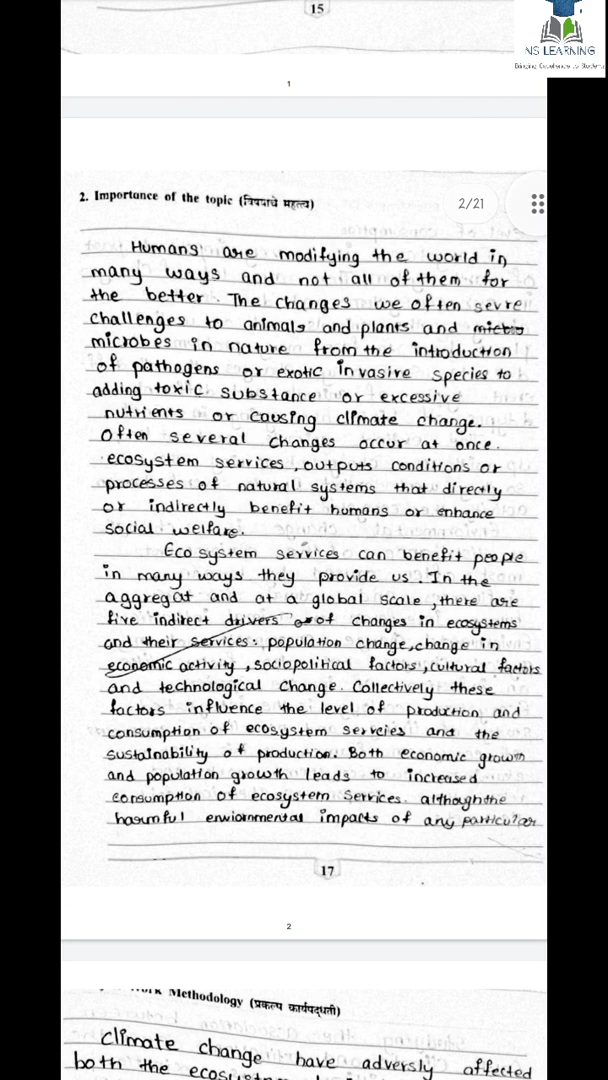 15
NS LEARNING
Bringing Excellence to Students
1
2. Importance of the topic (विषयाचे महत्त्व)
2/21
Humans are modifying the world in
many ways and not all of them for
the better. The changes we often sevre
challenges to animals and plants and micbo
microbes in nature from the introduction
of pathogens or exotic invasive species to
adding toxic substance or excessive
nutrients or causing climate change.
Often several changes occur at once.
ecosystem services, outputs conditions or
processes of natural systems that directly
or indirectly benefit humans or enhance
social welfare.
Eco system services can benefit people
in many ways they provide us. In the
aggregat and at a global scale, there are
five indirect drivers of changes in ecosystems
and their services: population change, change in
economic activity, sociopolitical factors, cultural factors
and technological change. Collectively these
factors influence the level of production and
consumption of ecosystem serveies and the
sustainability of production. Both economic growth
and population growth leads to increased
consumption of ecosystem services. although the
harmful enviornmental impacts of any particular
17
2
Methodology (प्रकल्प कार्यपद्धती)
Climate change have adversly affected
both the